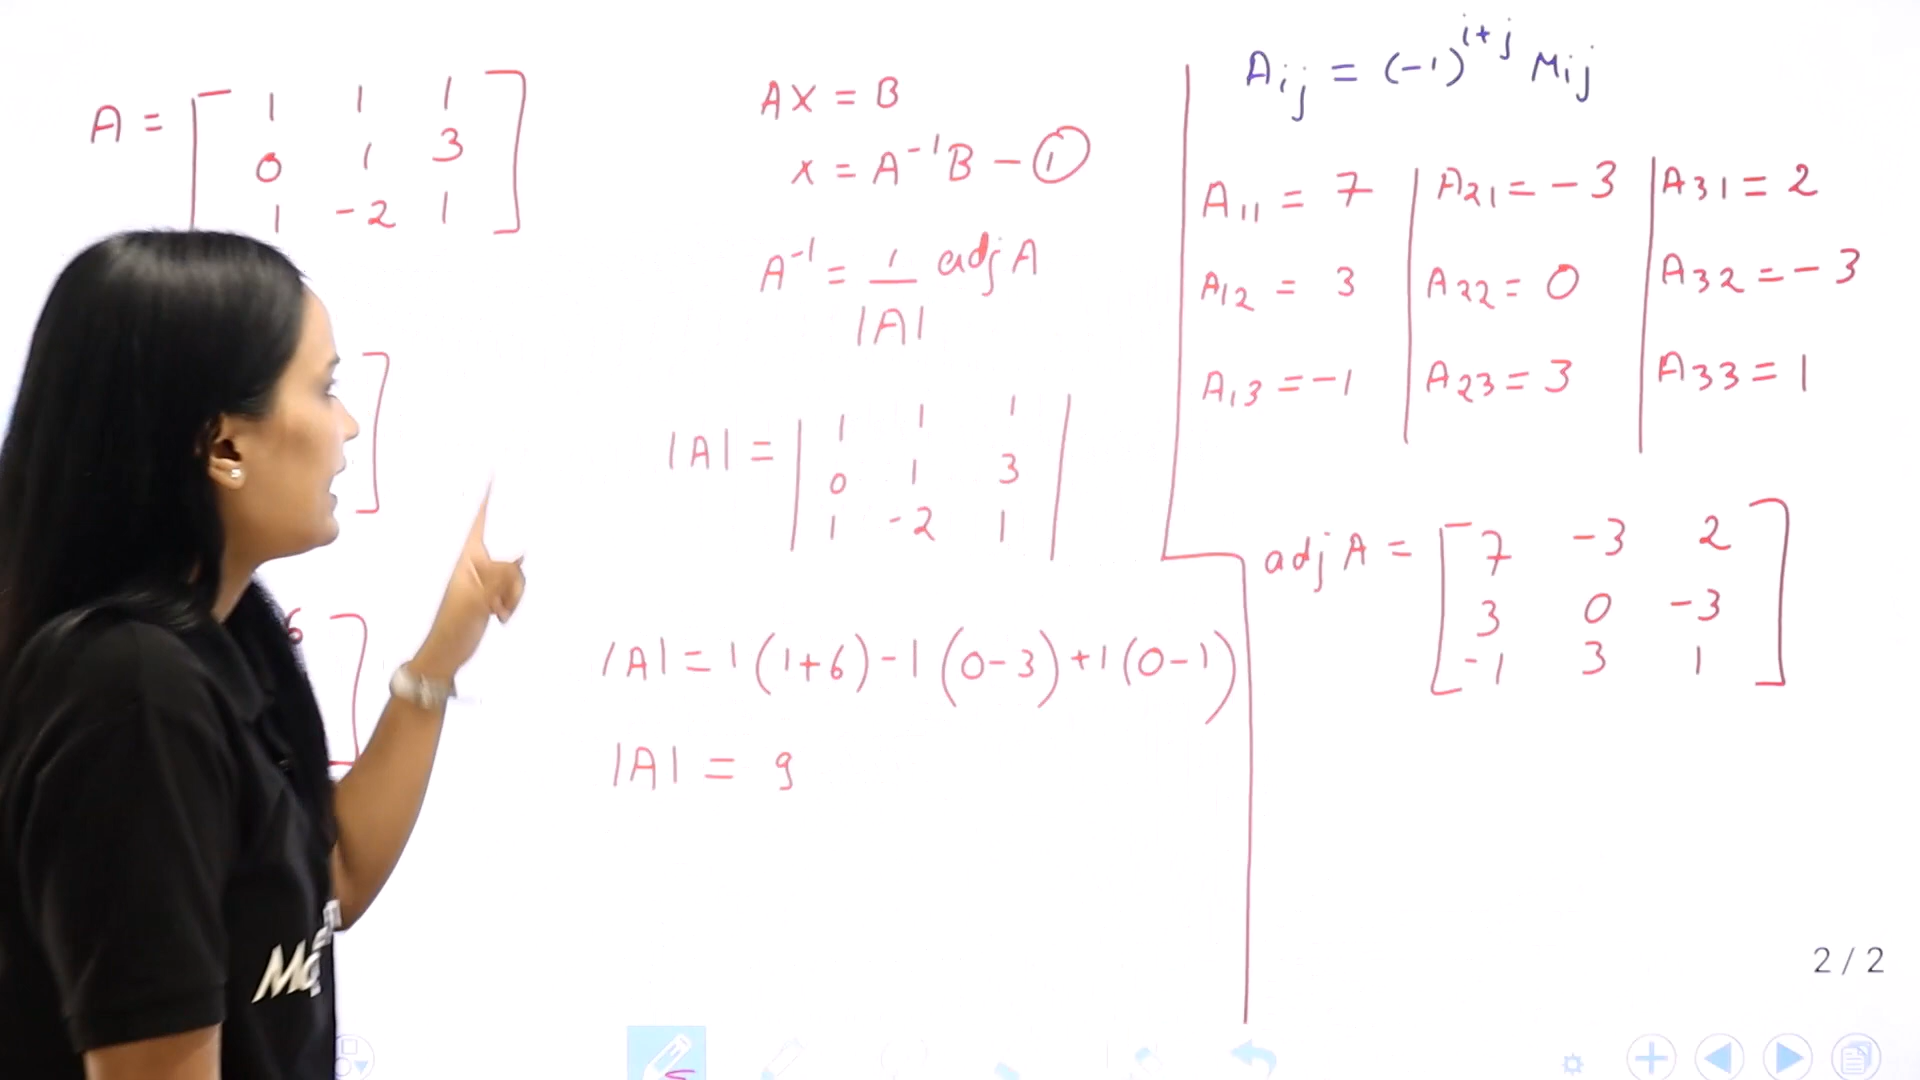 A = [ 1 1 1
0 1 3
1 -2 1 ]
6
AX = B
x = A⁻¹B - ①
A⁻¹ = 1/|A| adj A
|A| = | 1 1 1
0 1 3
1 -2 1 |
|A| = 1(1+6) - 1(0-3) + 1(0-1)
|A| = 9
Aij = (-1)^i+j Mij
A11 = 7 | A21 = -3 | A31 = 2
A12 = 3 | A22 = 0 | A32 = -3
A13 = -1 | A23 = 3 | A33 = 1
adj A = [ 7 -3 2
3 0 -3
-1 3 1 ]
2 / 2